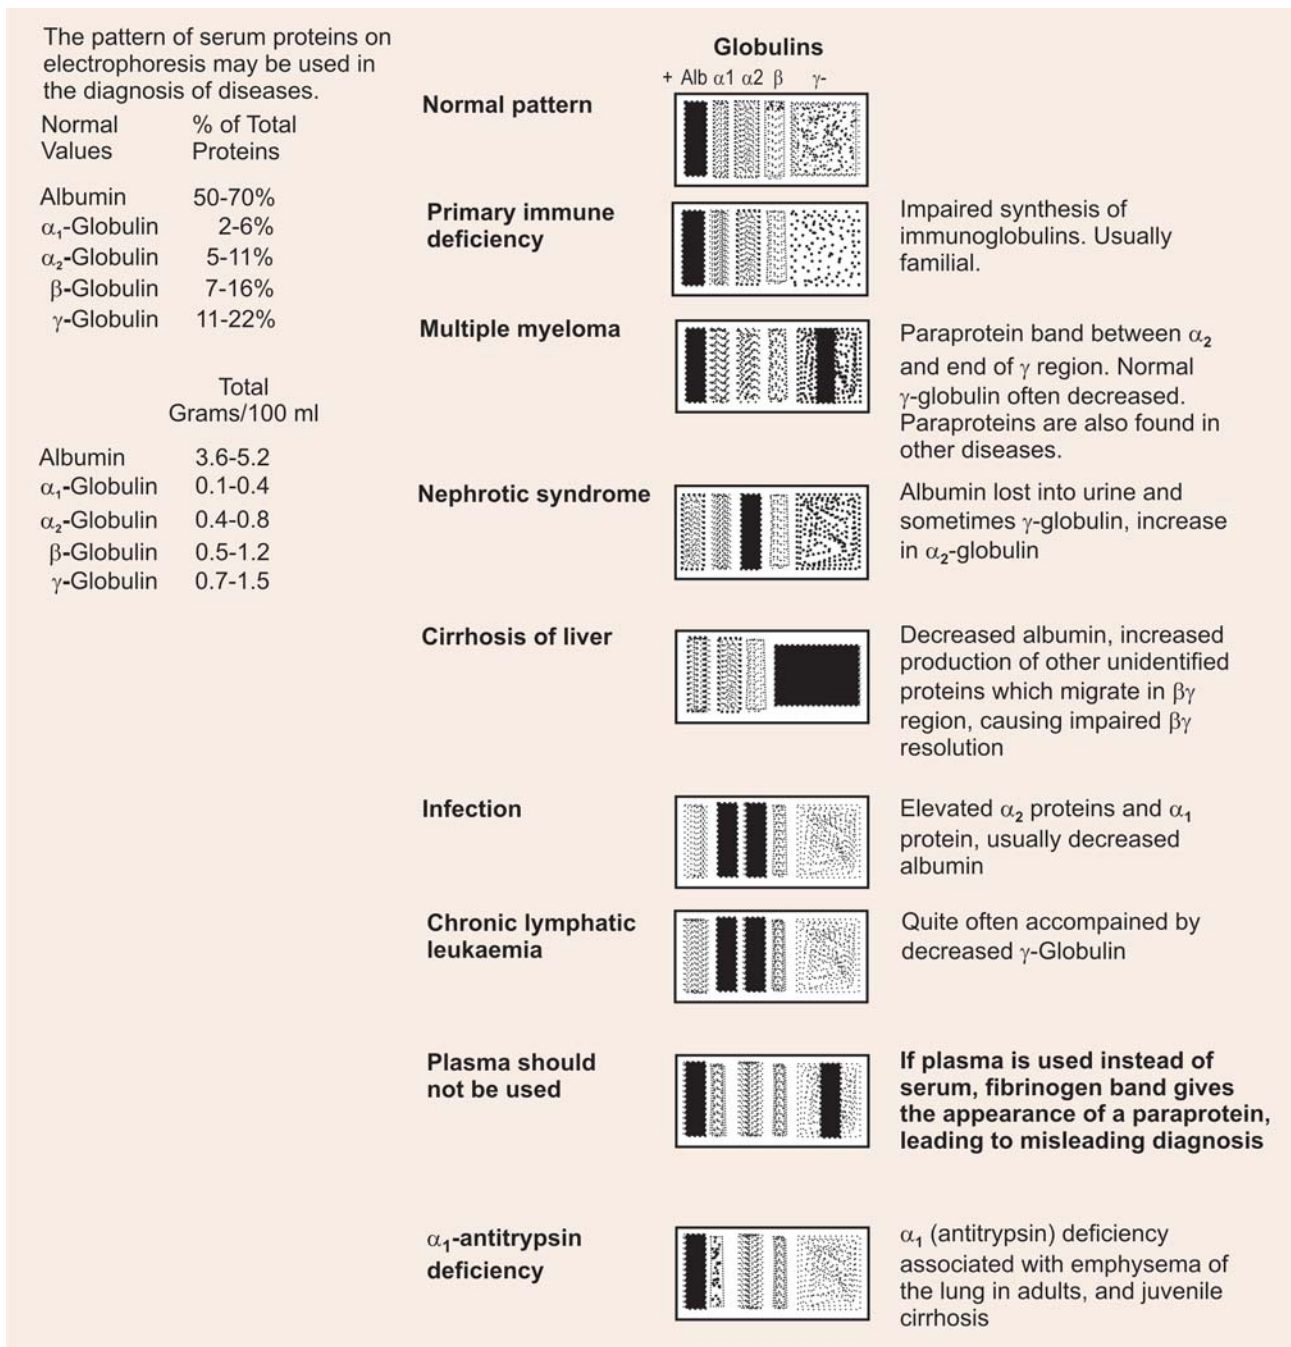 The pattern of serum proteins on
electrophoresis may be used in
the diagnosis of diseases.
Normal % of Total
Values Proteins
Albumin 50-70%
α₁-Globulin 2-6%
α₂-Globulin 5-11%
β-Globulin 7-16%
γ-Globulin 11-22%
Total
Grams/100 ml
Albumin 3.6-5.2
α₁-Globulin 0.1-0.4
α₂-Globulin 0.4-0.8
β-Globulin 0.5-1.2
γ-Globulin 0.7-1.5
Globulins
+ Alb α1 α2 β γ-
Normal pattern
Primary immune
deficiency
Impaired synthesis of
immunoglobulins. Usually
familial.
Multiple myeloma
Paraprotein band between α₂
and end of γ region. Normal
γ-globulin often decreased.
Paraproteins are also found in
other diseases.
Nephrotic syndrome
Albumin lost into urine and
sometimes γ-globulin, increase
in α₂-globulin
Cirrhosis of liver
Decreased albumin, increased
production of other unidentified
proteins which migrate in βγ
region, causing impaired βγ
resolution
Infection
Elevated α₂ proteins and α₁
protein, usually decreased
albumin
Chronic lymphatic
leukaemia
Quite often accompained by
decreased γ-Globulin
Plasma should
not be used
If plasma is used instead of
serum, fibrinogen band gives
the appearance of a paraprotein,
leading to misleading diagnosis
α₁-antitrypsin
deficiency
α₁ (antitrypsin) deficiency
associated with emphysema of
the lung in adults, and juvenile
cirrhosis